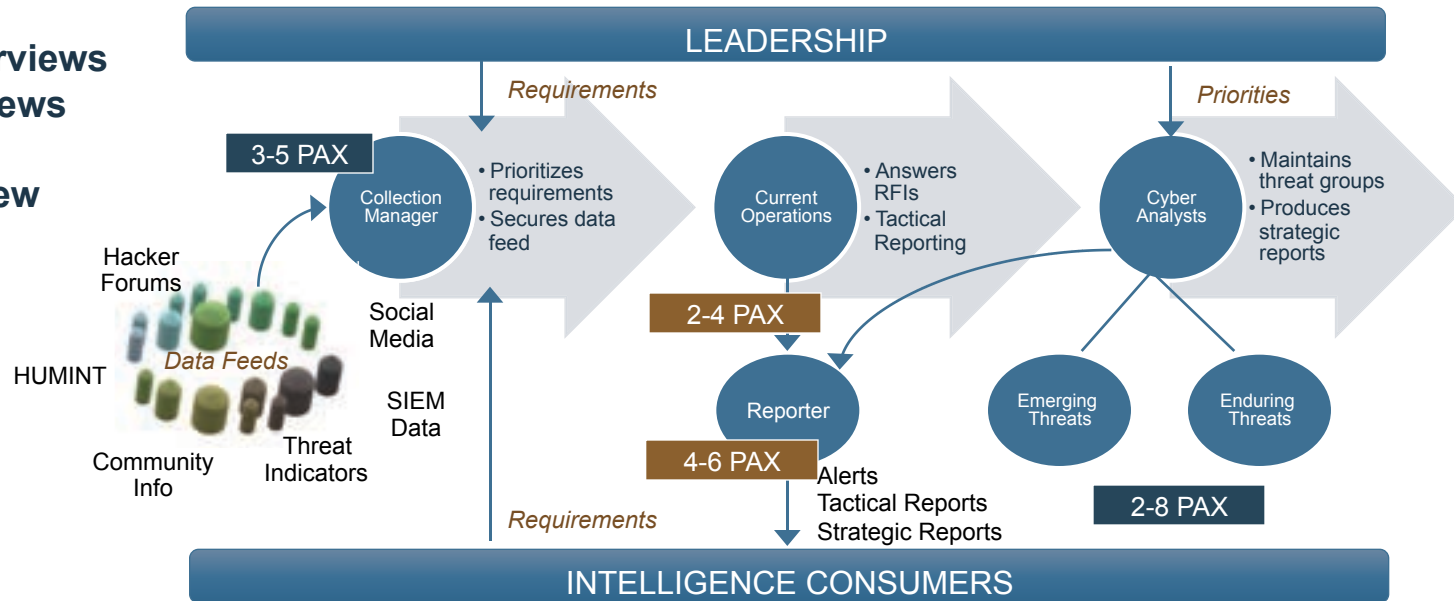 LEADERSHIP
Requirements
Priorities
3-5 PAX
Collection
Manager
• Prioritizes
requirements
• Secures data
feed
Current
Operations
• Answers
RFIs
• Tactical
Reporting
Cyber
Analysts
• Maintains
threat groups
• Produces
strategic
reports
Hacker
Forums
Social
Media
Data Feeds
HUMINT
SIEM
Data
Threat
Indicators
Community
Info
2-4 PAX
Reporter
4-6 PAX
Emerging
Threats
Enduring
Threats
2-8 PAX
Alerts
Tactical Reports
Strategic Reports
Requirements
INTELLIGENCE CONSUMERS